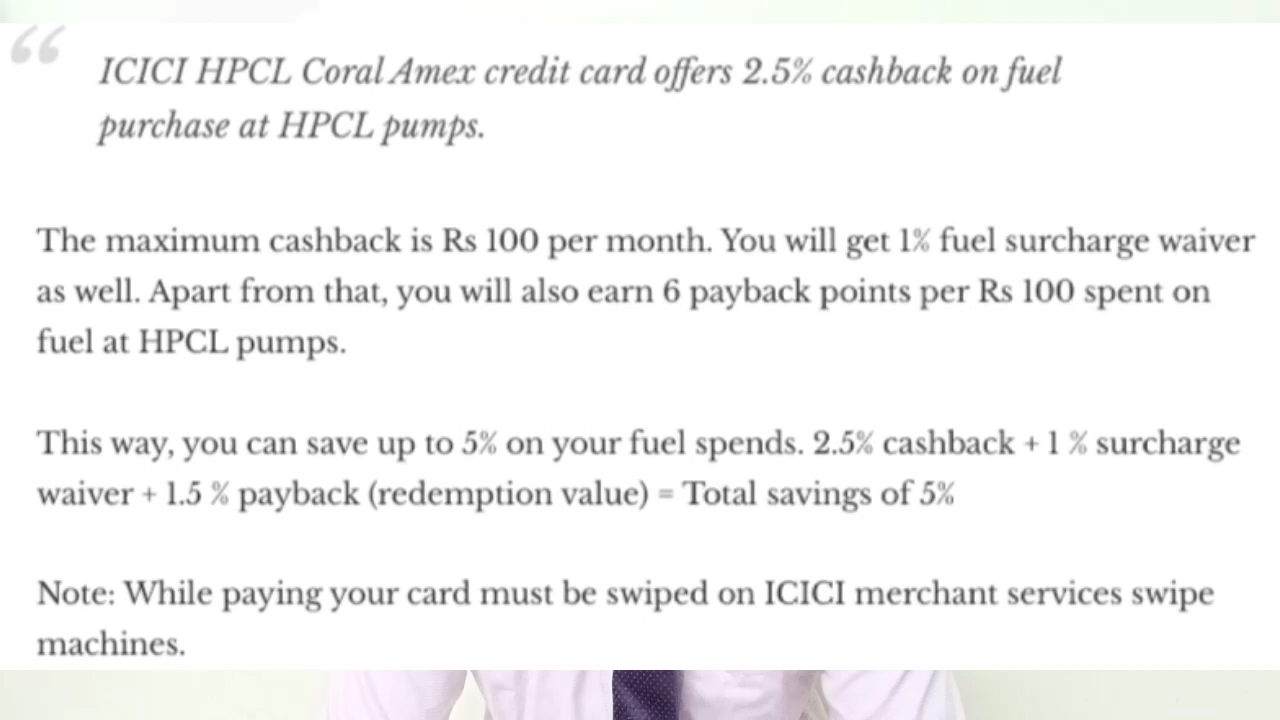 “
ICICI HPCL Coral Amex credit card offers 2.5% cashback on fuel
purchase at HPCL pumps.
The maximum cashback is Rs 100 per month. You will get 1% fuel surcharge waiver
as well. Apart from that, you will also earn 6 payback points per Rs 100 spent on
fuel at HPCL pumps.
This way, you can save up to 5% on your fuel spends. 2.5% cashback + 1 % surcharge
waiver + 1.5 % payback (redemption value) = Total savings of 5%
Note: While paying your card must be swiped on ICICI merchant services swipe
machines.